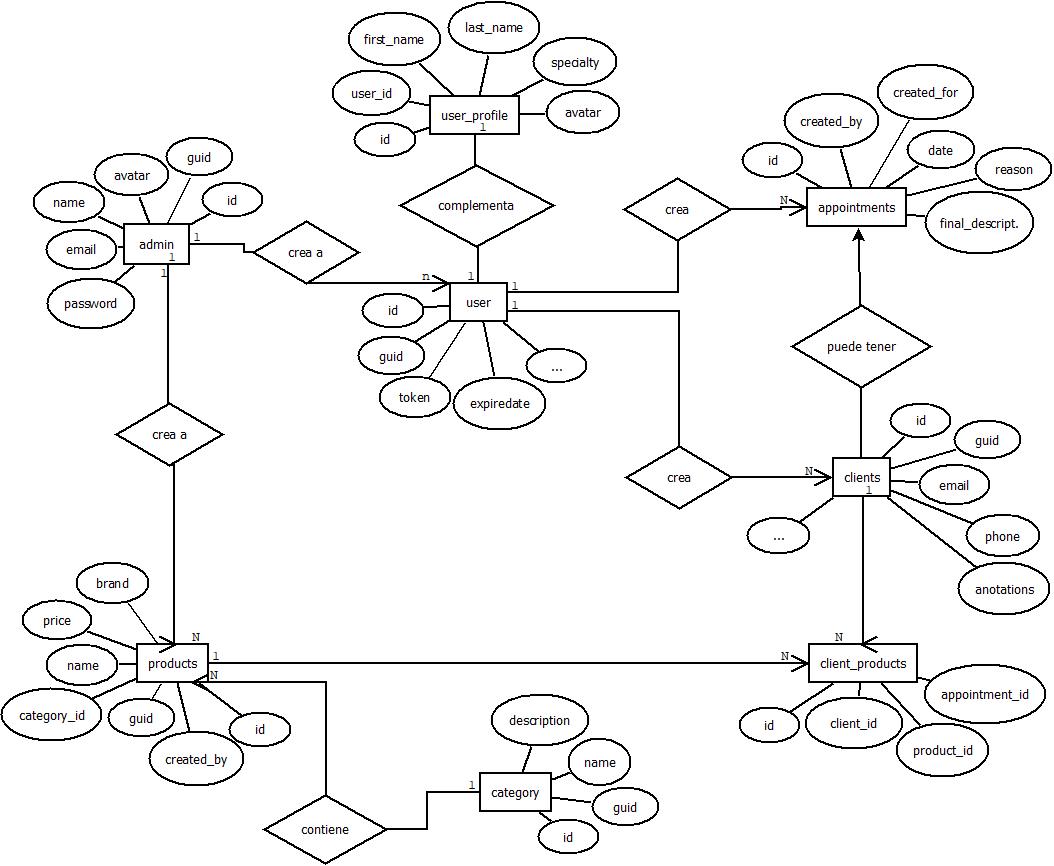 last_name
first_name
specialty
user_id
user_profile
1
avatar
id
created_for
created_by
date
id
reason
appointments
final_descript.
guid
avatar
id
name
admin
1
1
1
email
password
crea a
complementa
crea
N
n
1
user
1
1
id
guid
token
expiredate
...
puede tener
crea a
crea
N
clients
1
id
guid
email
phone
anotations
...
brand
price
name
category_id
guid
created_by
id
products
N
1
N
N
N
client_products
id
client_id
product_id
appointment_id
description
name
guid
id
category
1
contiene